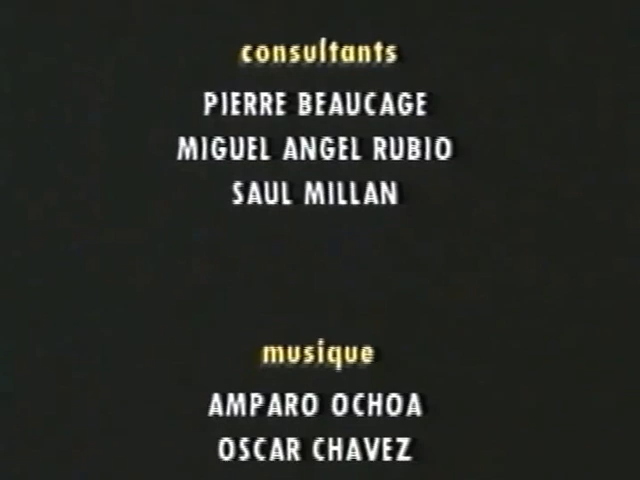 consultants
PIERRE BEAUCAGE
MIGUEL ANGEL RUBIO
SAUL MILLAN
musique
AMPARO OCHOA
OSCAR CHAVEZ